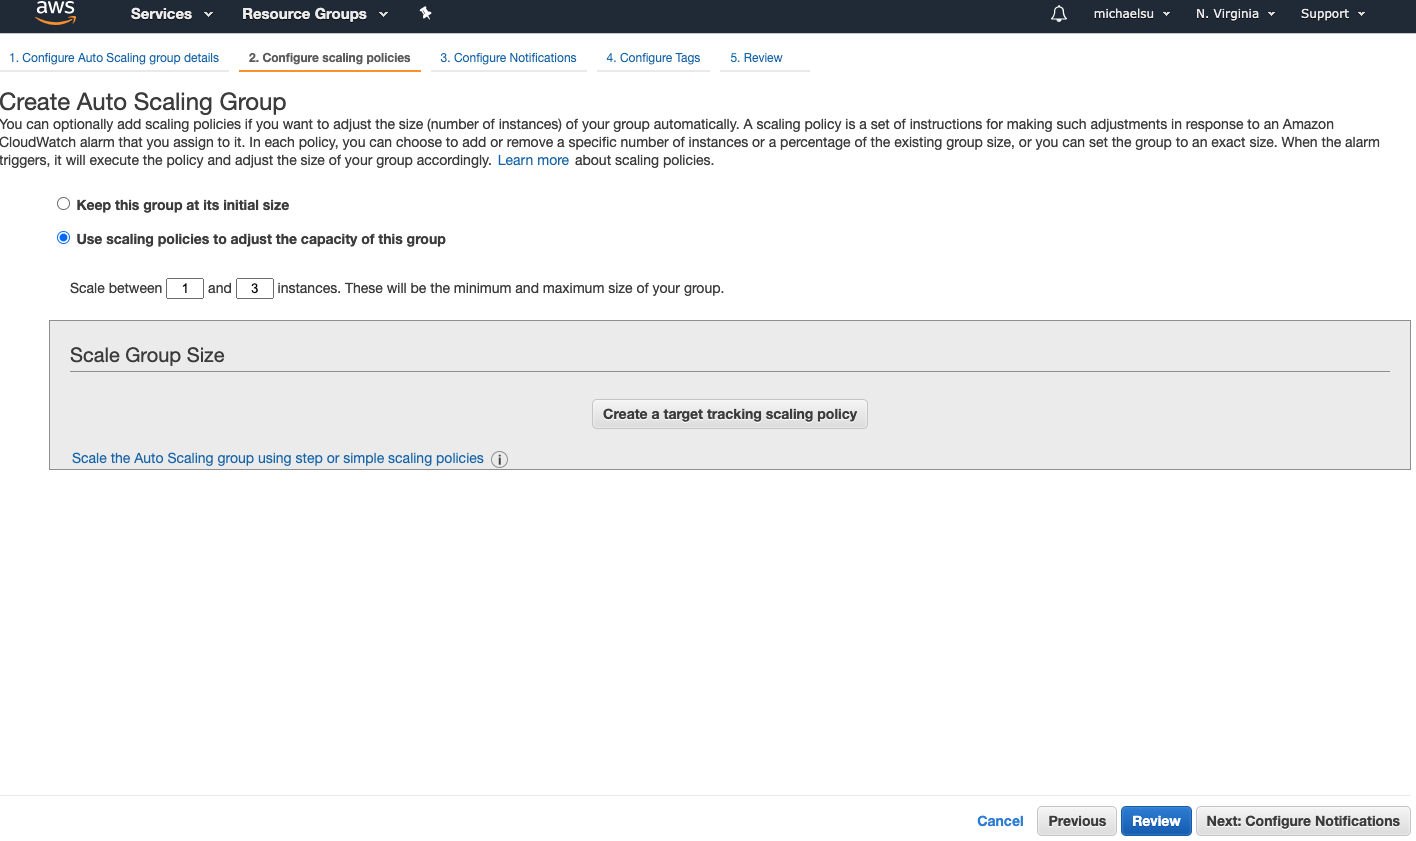 aws Services Resource Groups michaelsu N. Virginia Support
1. Configure Auto Scaling group details 2. Configure scaling policies 3. Configure Notifications 4. Configure Tags 5. Review
Create Auto Scaling Group
You can optionally add scaling policies if you want to adjust the size (number of instances) of your group automatically. A scaling policy is a set of instructions for making such adjustments in response to an Amazon
CloudWatch alarm that you assign to it. In each policy, you can choose to add or remove a specific number of instances or a percentage of the existing group size, or you can set the group to an exact size. When the alarm
triggers, it will execute the policy and adjust the size of your group accordingly. Learn more about scaling policies.
Keep this group at its initial size
Use scaling policies to adjust the capacity of this group
Scale between 1 and 3 instances. These will be the minimum and maximum size of your group.
Scale Group Size
Create a target tracking scaling policy
Scale the Auto Scaling group using step or simple scaling policies i
Cancel Previous Review Next: Configure Notifications